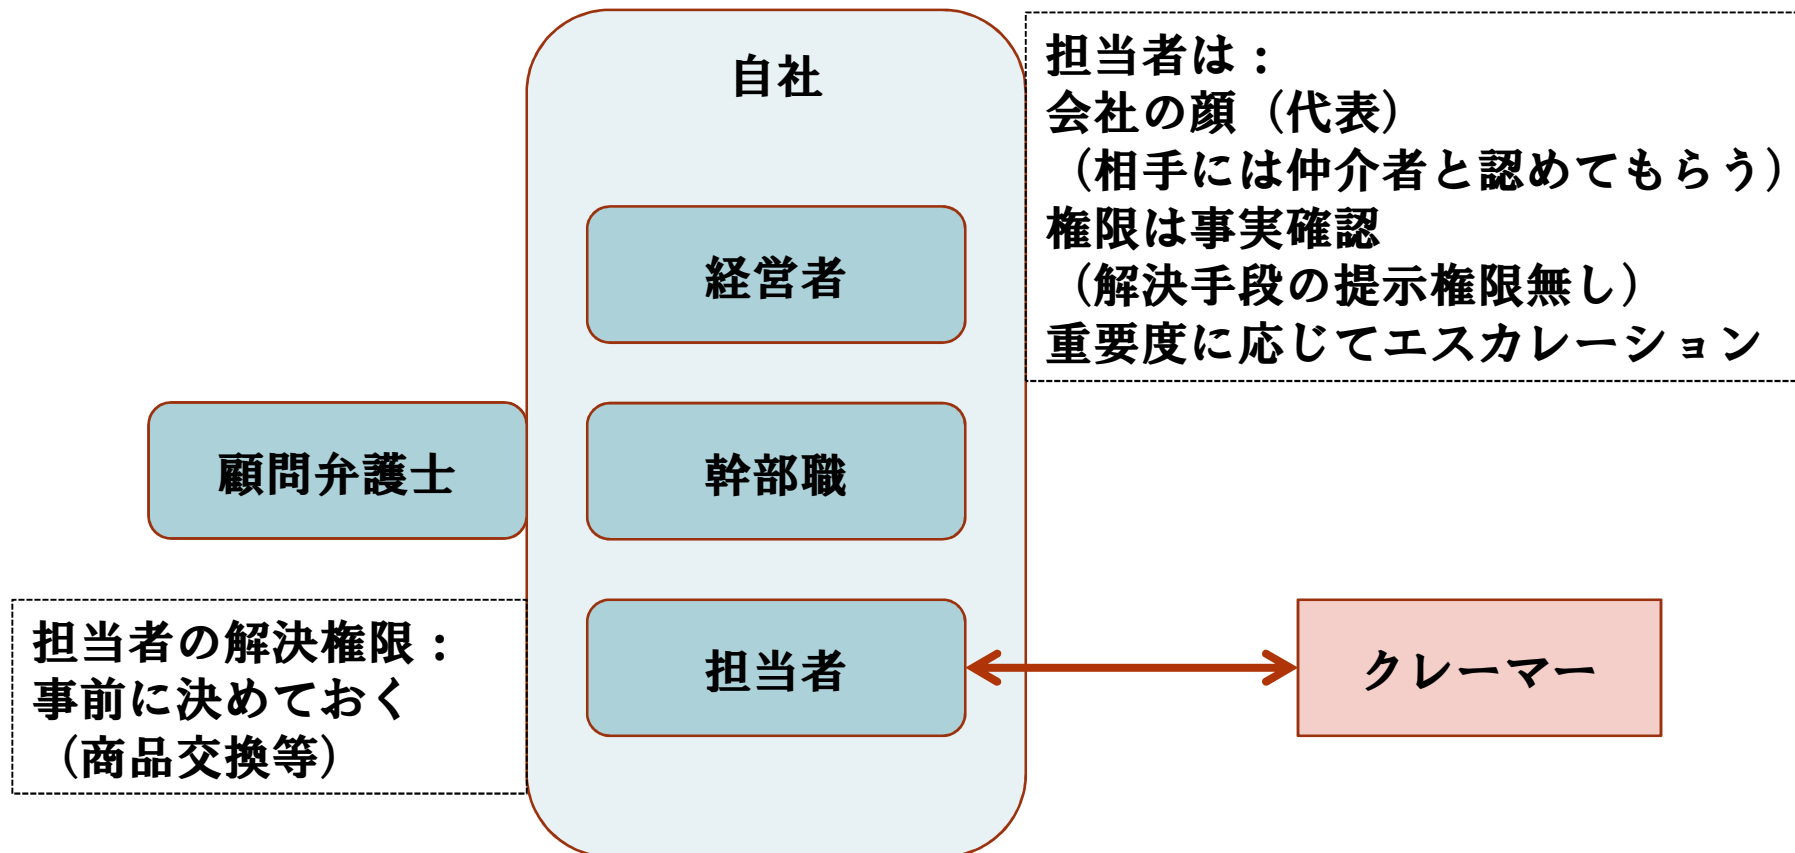 自社
担当者は：
会社の顔（代表）
（相手には仲介者と認めてもらう）
権限は事実確認
（解決手段の提示権限無し）
重要度に応じてエスカレーション
経営者
顧問弁護士
幹部職
担当者の解決権限：
事前に決めておく
（商品交換等）
担当者
クレーマー